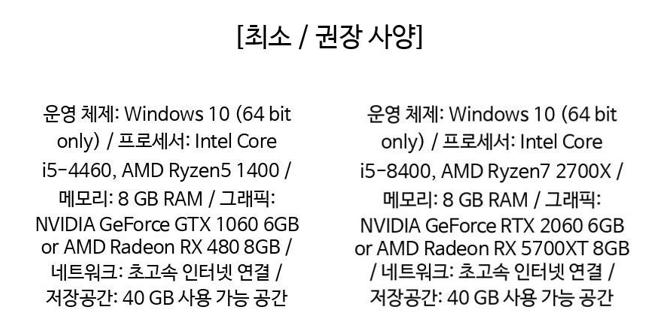 [최소 / 권장 사양]
운영 체제: Windows 10 (64 bit
only) / 프로세서: Intel Core
i5-4460, AMD Ryzen5 1400 /
메모리: 8 GB RAM / 그래픽:
NVIDIA GeForce GTX 1060 6GB
or AMD Radeon RX 480 8GB /
네트워크: 초고속 인터넷 연결 /
저장공간: 40 GB 사용 가능 공간
운영 체제: Windows 10 (64 bit
only) / 프로세서: Intel Core
i5-8400, AMD Ryzen7 2700X /
메모리: 8 GB RAM / 그래픽:
NVIDIA GeForce RTX 2060 6GB
or AMD Radeon RX 5700XT 8GB
/ 네트워크: 초고속 인터넷 연결 /
저장공간: 40 GB 사용 가능 공간